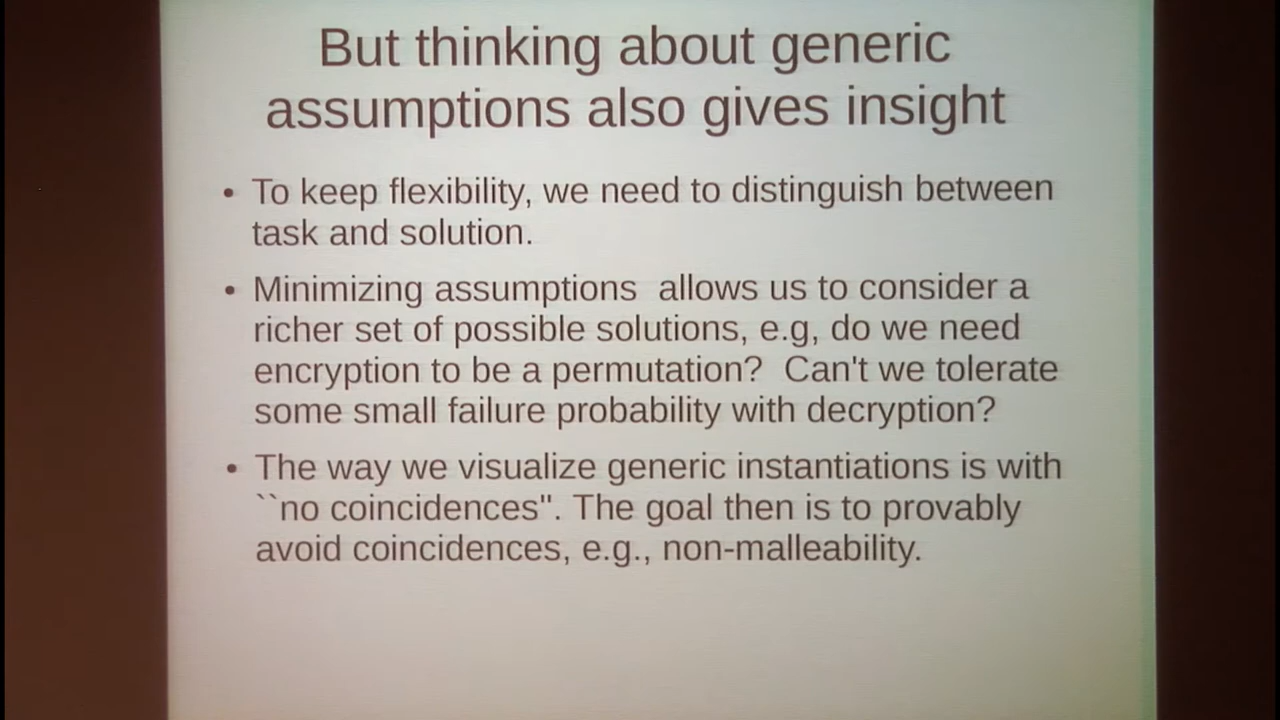 But thinking about generic
assumptions also gives insight
• To keep flexibility, we need to distinguish between
task and solution.
• Minimizing assumptions  allows us to consider a
richer set of possible solutions, e.g, do we need
encryption to be a permutation?  Can't we tolerate
some small failure probability with decryption?
• The way we visualize generic instantiations is with
``no coincidences". The goal then is to provably
avoid coincidences, e.g., non-malleability.